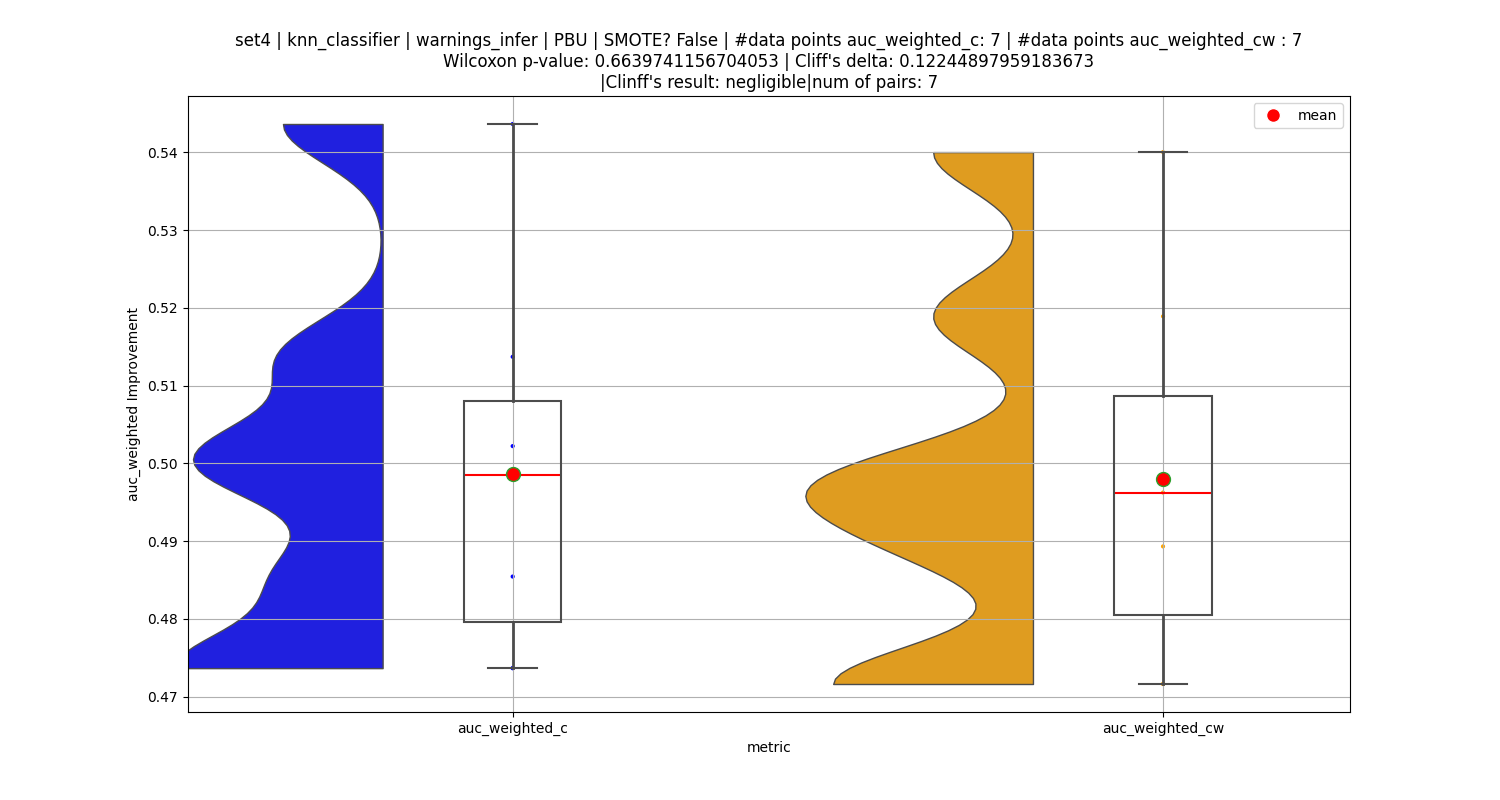 set4 | knn_classifier | warnings_infer | PBU | SMOTE? False | #data points auc_weighted_c: 7 | #data points auc_weighted_cw : 7
Wilcoxon p-value: 0.6639741156704053 | Cliff's delta: 0.12244897959183673
|Clinff's result: negligible|num of pairs: 7
mean
0.54
0.53
0.52
0.51
0.50
0.49
0.48
0.47
auc_weighted Improvement
auc_weighted_c
auc_weighted_cw
metric